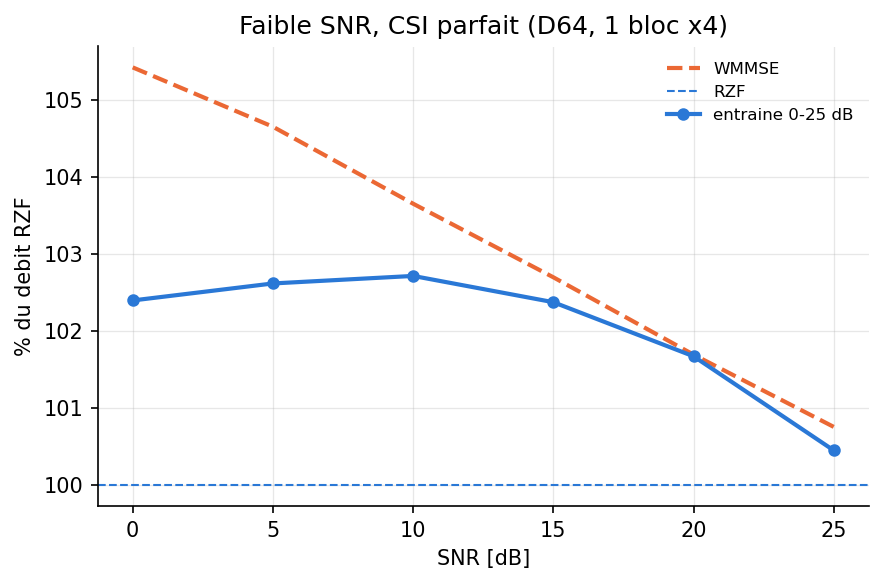 Faible SNR, CSI parfait (D64, 1 bloc x4)
WMMSE
RZF
entraine 0-25 dB
% du debit RZF
105
104
103
102
101
100
0 5 10 15 20 25
SNR [dB]